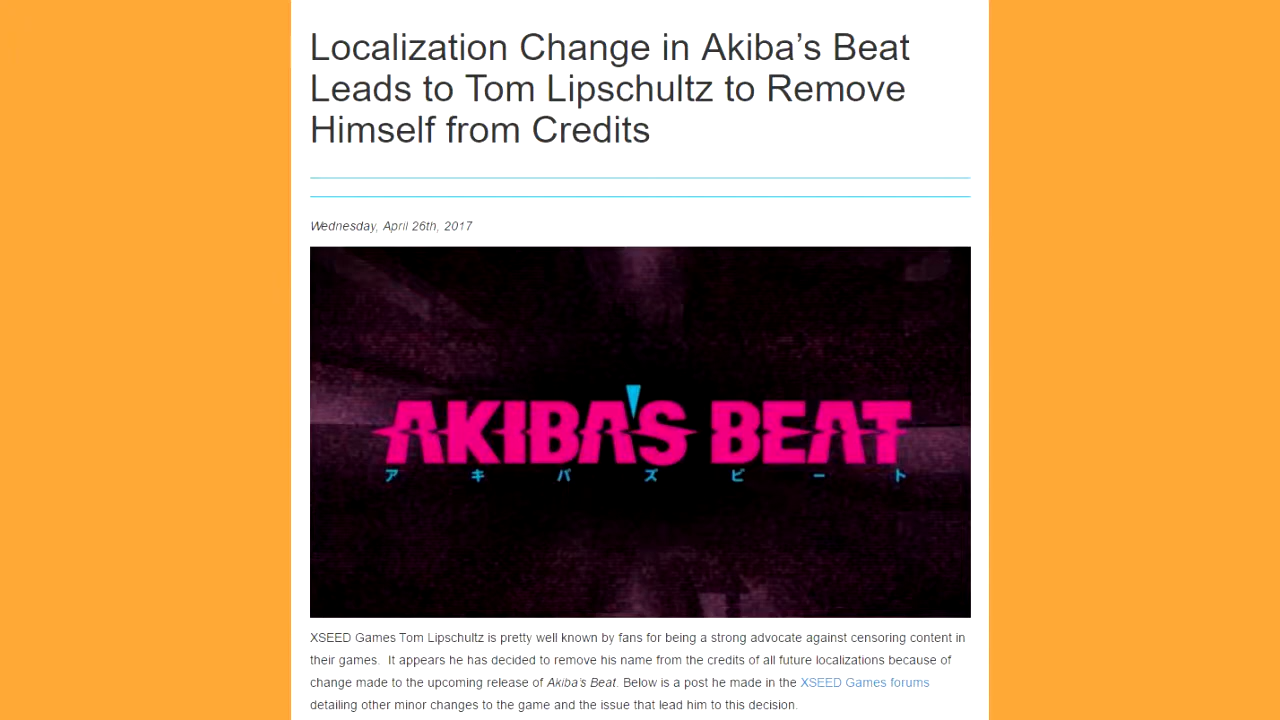 Localization Change in Akiba’s Beat
Leads to Tom Lipschultz to Remove
Himself from Credits
Wednesday, April 26th, 2017
AKIBA'S BEAT
アキバズビート
XSEED Games Tom Lipschultz is pretty well known by fans for being a strong advocate against censoring content in
their games.  It appears he has decided to remove his name from the credits of all future localizations because of
change made to the upcoming release of Akiba's Beat. Below is a post he made in the XSEED Games forums
detailing other minor changes to the game and the issue that lead him to this decision.